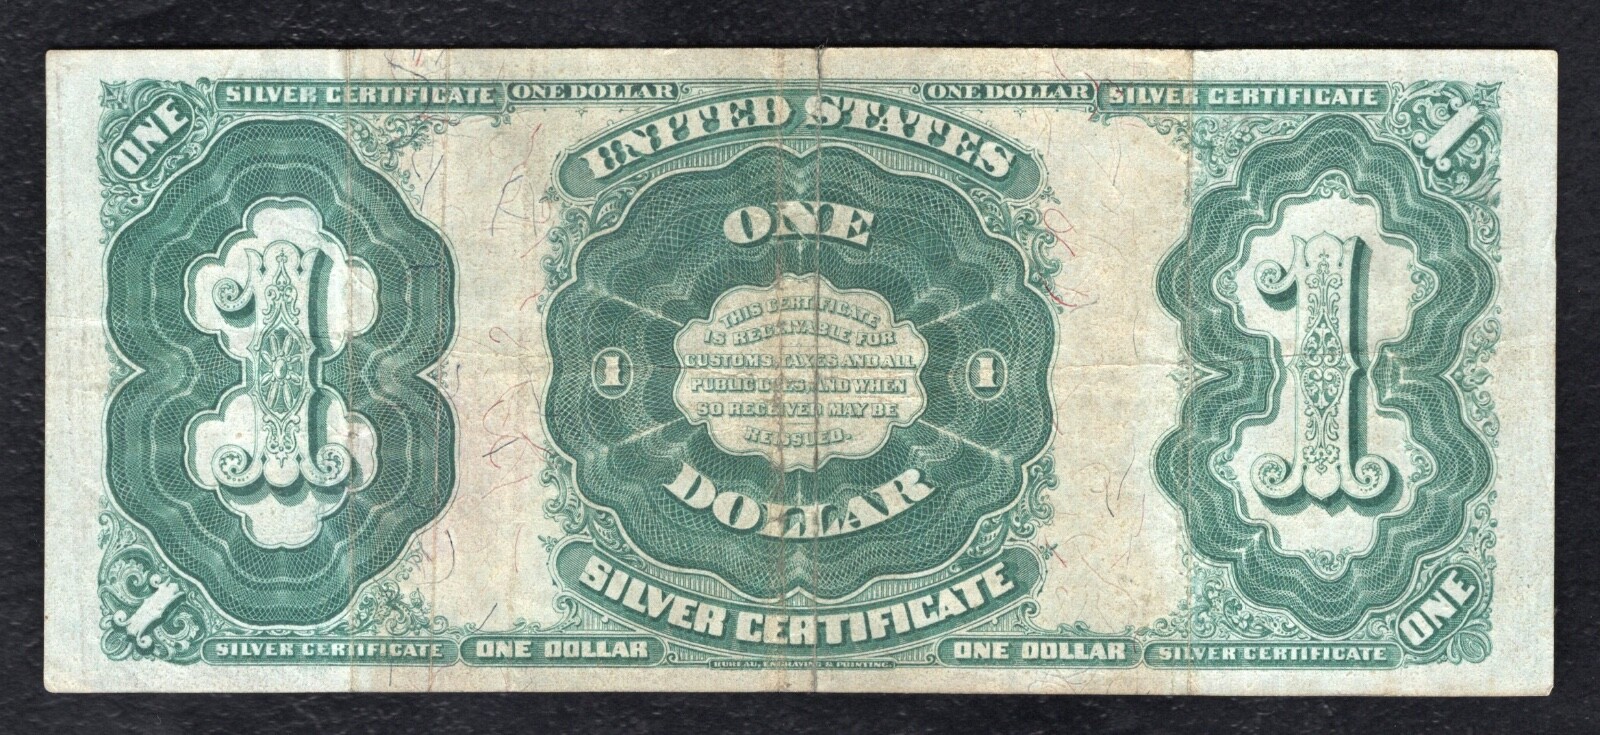 SILVER CERTIFICATE ONE DOLLAR ONE DOLLAR SILVER CERTIFICATE
ONE 1
UNITED STATES
ONE
THIS CERTIFICATE
IS RECEIVABLE FOR
CUSTOMS, TAXES AND ALL
PUBLIC DUES, AND WHEN
SO RECEIVED MAY BE
REISSUED.
1 1 1 1
DOLLAR
SILVER CERTIFICATE
1 ONE
SILVER CERTIFICATE ONE DOLLAR ONE DOLLAR SILVER CERTIFICATE
BUREAU, ENGRAVING & PRINTING.